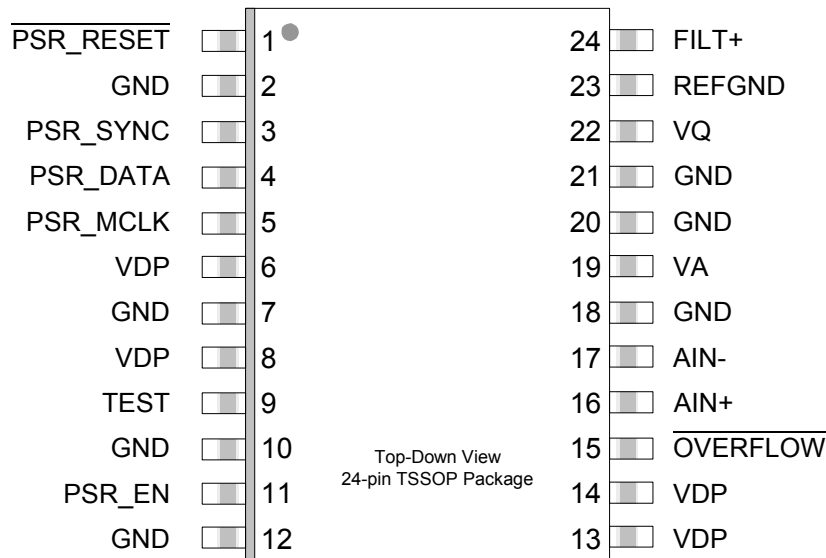 PSR_RESET 1 24 FILT+
GND 2 23 REFGND
PSR_SYNC 3 22 VQ
PSR_DATA 4 21 GND
PSR_MCLK 5 20 GND
VDP 6 19 VA
GND 7 18 GND
VDP 8 17 AIN-
TEST 9 16 AIN+
GND 10 Top-Down View 15 OVERFLOW
24-pin TSSOP Package
PSR_EN 11 14 VDP
GND 12 13 VDP